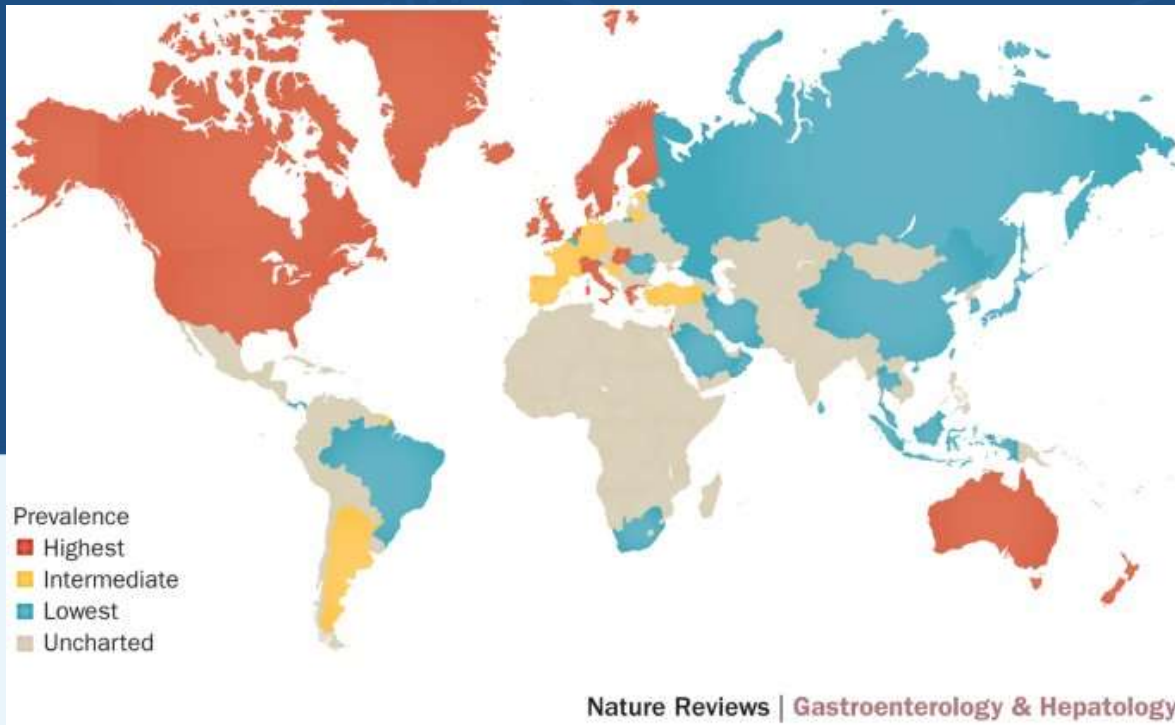 Prevalence
Highest
Intermediate
Lowest
Uncharted
Nature Reviews | Gastroenterology & Hepatology